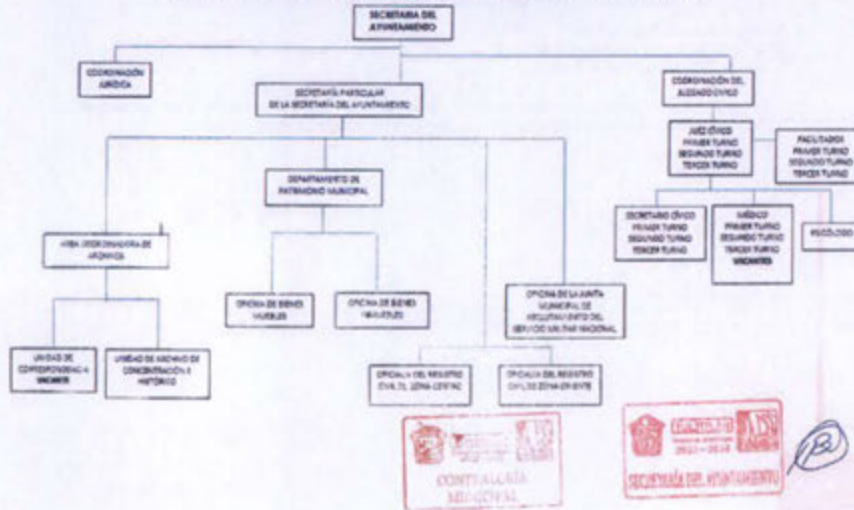 SECRETARIA DEL
AYUNTAMIENTO
COORDINACIÓN
JURÍDICA
SECRETARÍA PARTICULAR
DE LA SECRETARÍA DEL AYUNTAMIENTO
COORDINACIÓN DEL
JUZGADO CÍVICO
JUEZ CÍVICO
PRIMER TURNO
SEGUNDO TURNO
TERCER TURNO
FACILITADOR
PRIMER TURNO
SEGUNDO TURNO
TERCER TURNO
DEPARTAMENTO DE
PATRIMONIO MUNICIPAL
SECRETARIO CÍVICO
PRIMER TURNO
SEGUNDO TURNO
TERCER TURNO
MÉDICO
PRIMER TURNO
SEGUNDO TURNO
TERCER TURNO
VACANTES
PSICÓLOGO
AREA COORDINADORA DE
ARCHIVOS
OFICINA DE BIENES
MUEBLES
OFICINA DE BIENES
INMUEBLES
OFICINA DE LA JUNTA
MUNICIPAL DE
RECLUTAMIENTO DEL
SERVICIO MILITAR NACIONAL
UNIDAD DE
CORRESPONDENCIA
VACANTE
UNIDAD DE ARCHIVO DE
CONCENTRACIÓN E
HISTÓRICO
OFICIALIA DEL REGISTRO
CIVIL 01, ZONA CENTRO
OFICIALIA DEL REGISTRO
CIVIL 02 ZONA ORIENTE
CONTRALORÍA
MUNICIPAL
SECRETARÍA DEL AYUNTAMIENTO